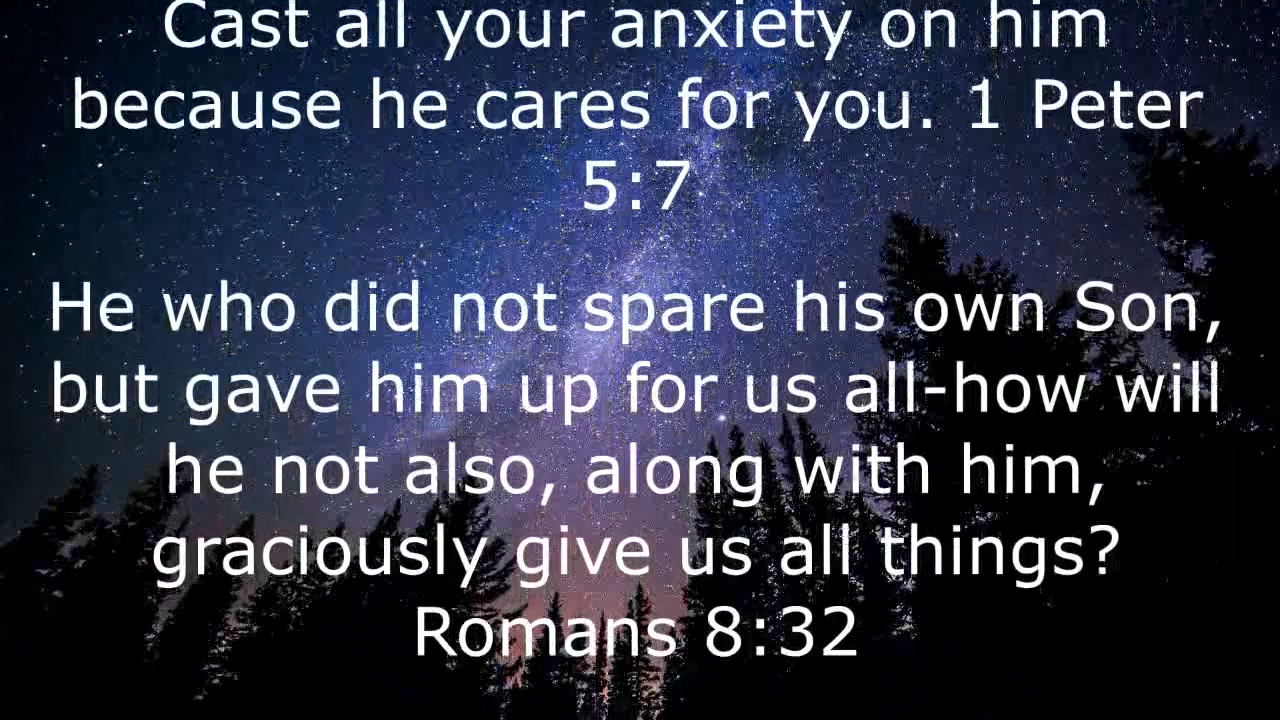 Cast all your anxiety on him
because he cares for you. 1 Peter
5:7
He who did not spare his own Son,
but gave him up for us all-how will
he not also, along with him,
graciously give us all things?
Romans 8:32